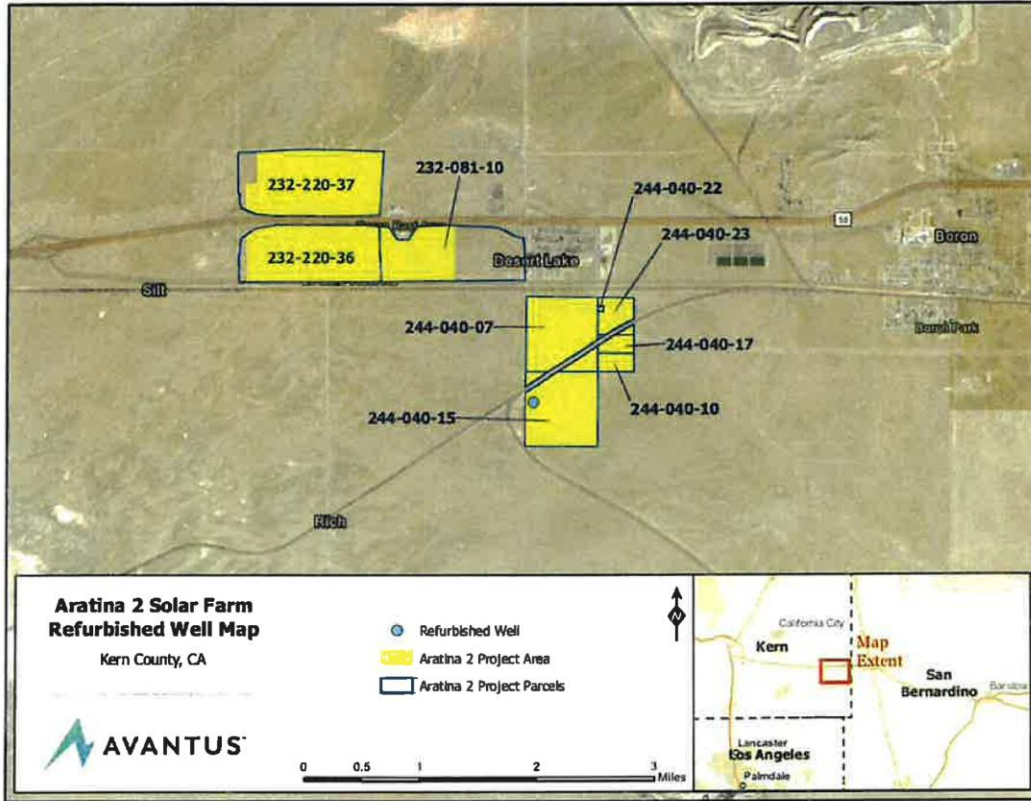 232-220-37
232-081-10
244-040-22
58
244-040-23
Boron
232-220-36
Desert Lake
Silt
244-040-07
Boron Park
244-040-17
244-040-15
244-040-10
Rich
Aratina 2 Solar Farm
Refurbished Well Map
Kern County, CA
AVANTUS
Refurbished Well
Aratina 2 Project Area
Aratina 2 Project Parcels
0 0.5 1 2 3
Miles
California City
Kern
Map
Extent
San
Bernardino
Barstow
Lancaster
Los Angeles
Palmdale